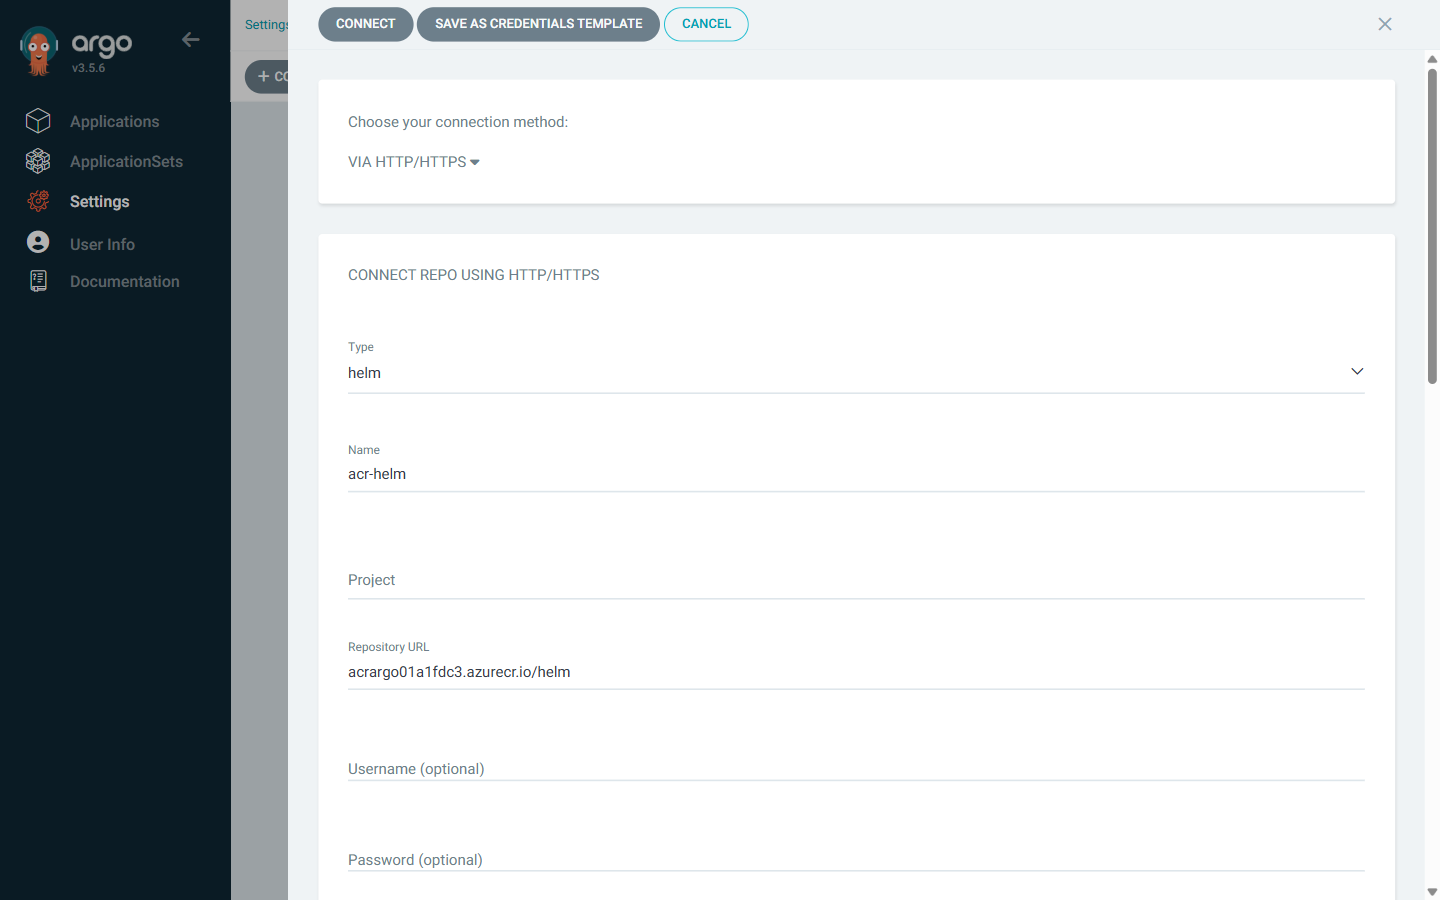 argo
v3.5.6
Applications
ApplicationSets
Settings
User Info
Documentation
Settings
+ CO
CONNECT
SAVE AS CREDENTIALS TEMPLATE
CANCEL
Choose your connection method:
VIA HTTP/HTTPS
CONNECT REPO USING HTTP/HTTPS
Type
helm
Name
acr-helm
Project
Repository URL
acrargo01a1fdc3.azurecr.io/helm
Username (optional)
Password (optional)